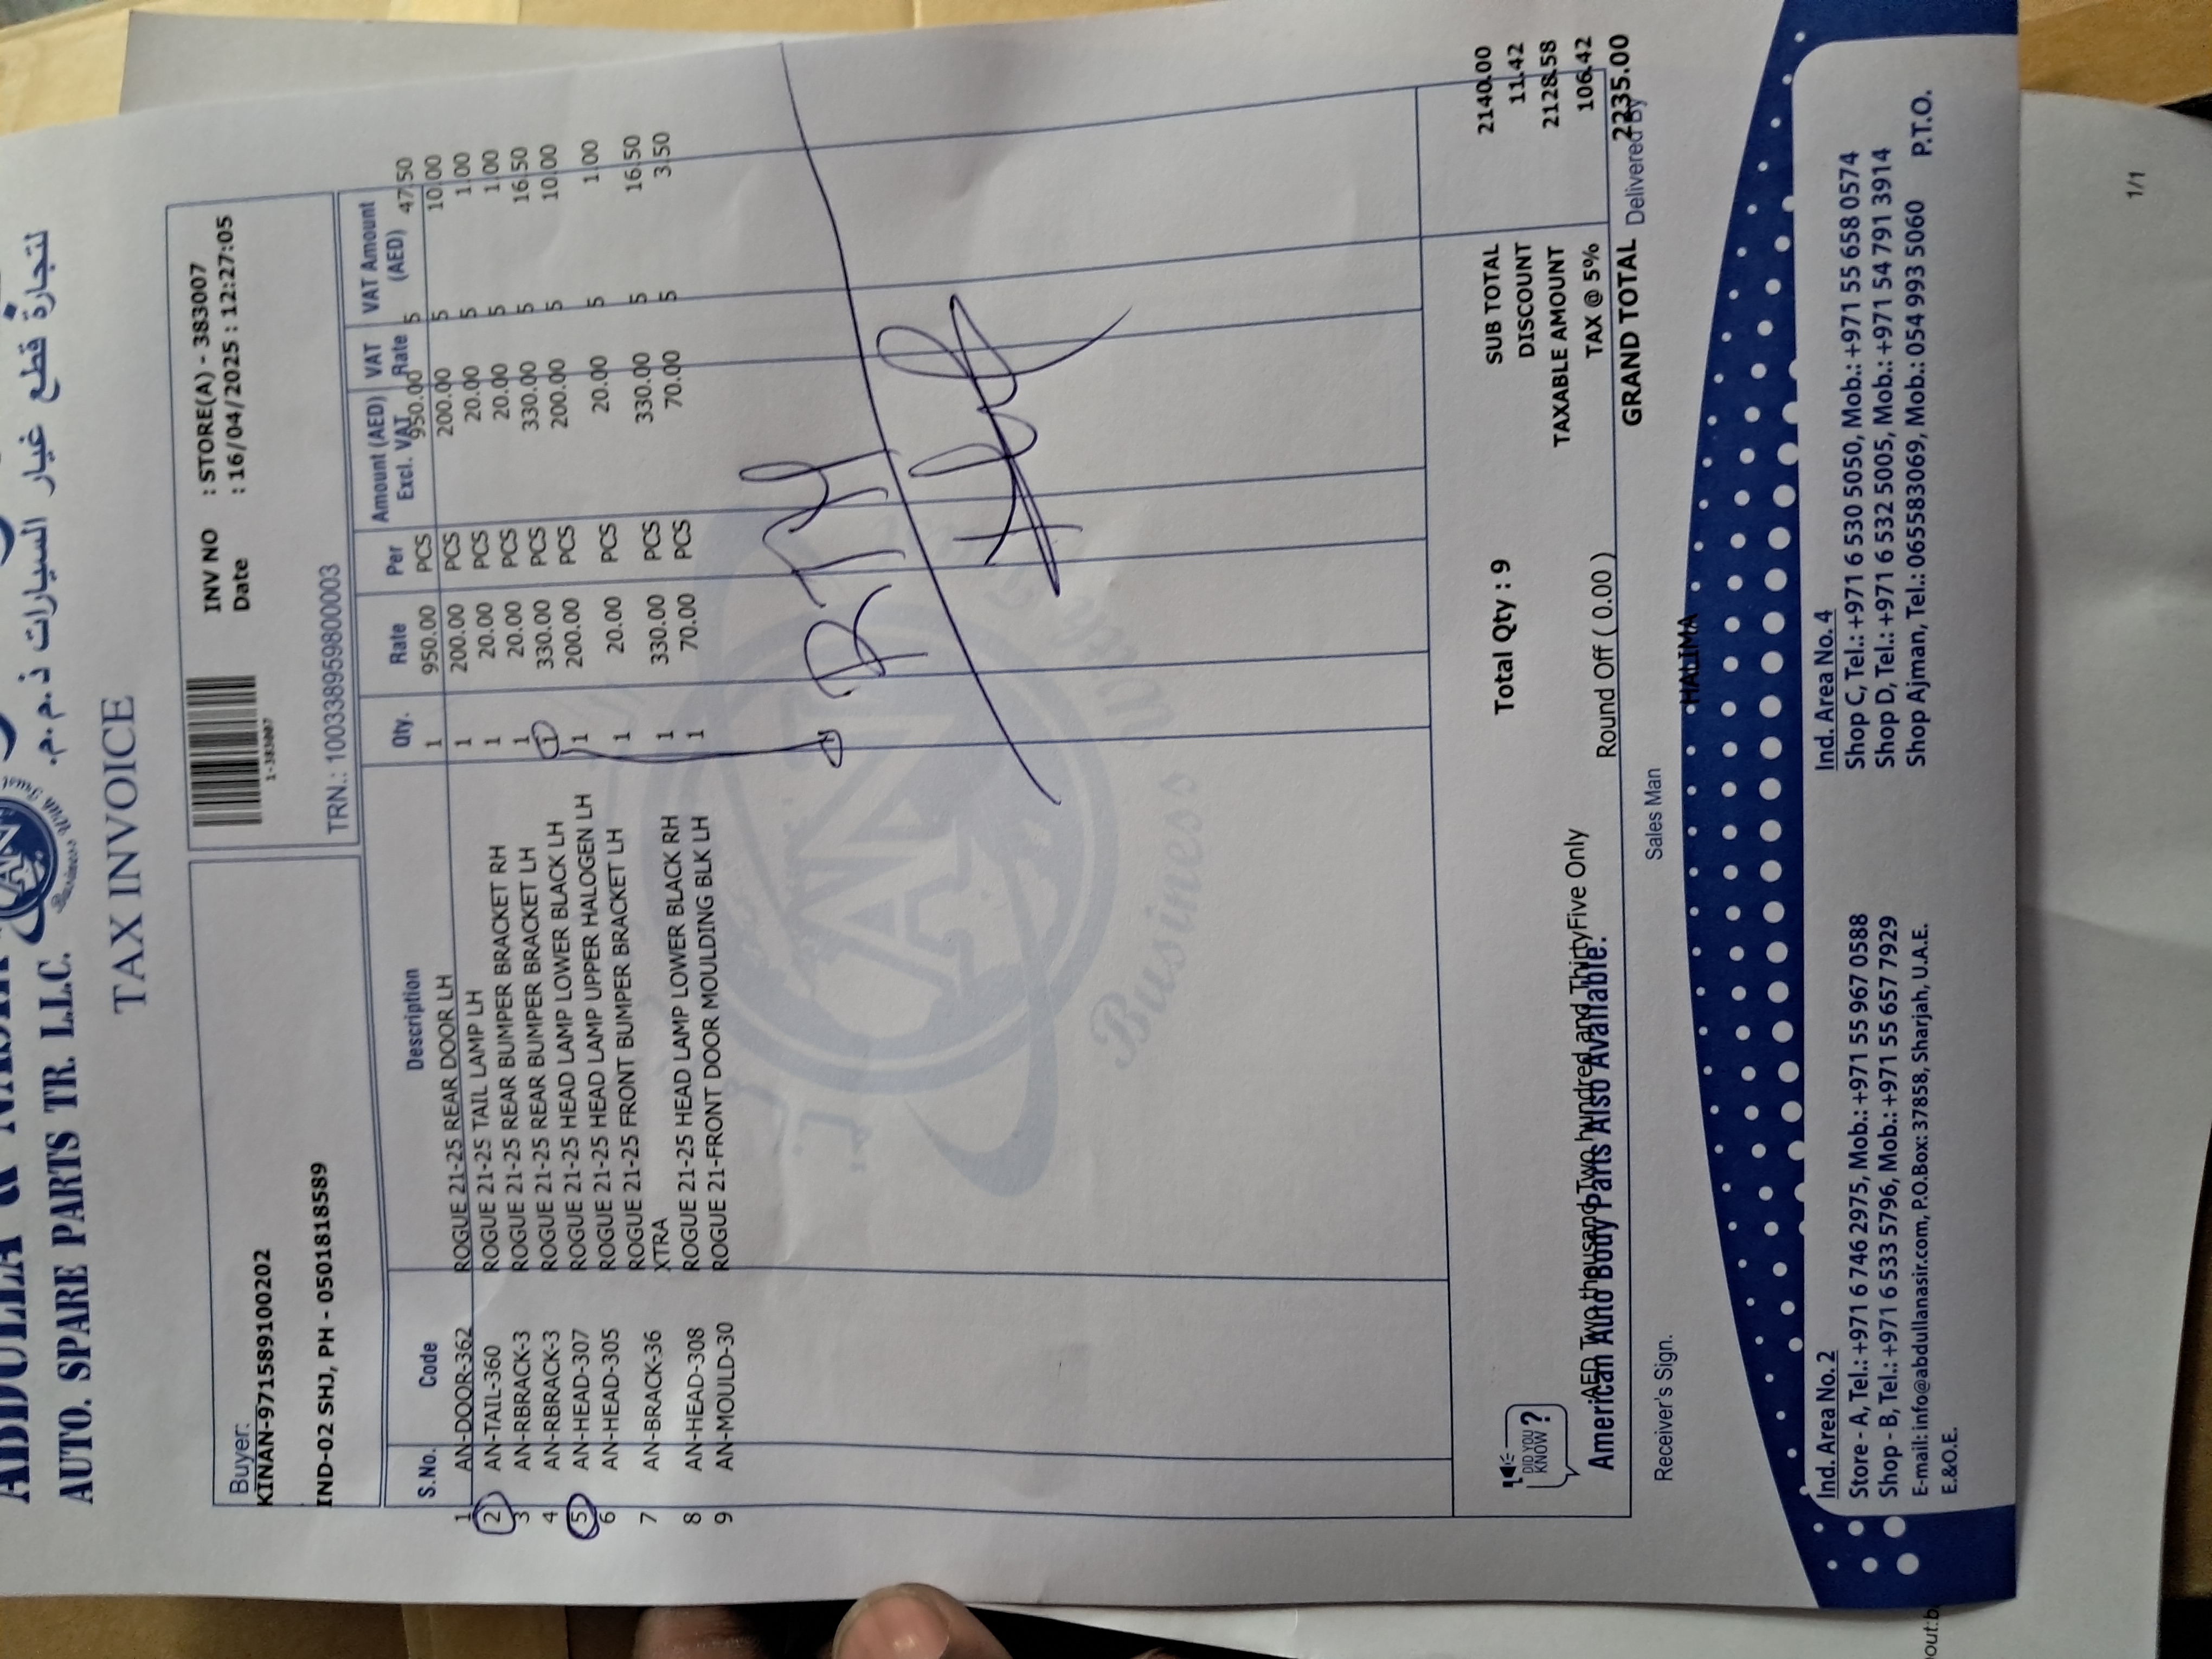 لتجارة قطع غيار السيارات ذ.م.م.
AUTO. SPARE PARTS TR. LLC.
TAX INVOICE
Buyer:
KINAN-971589100202
IND-02 SHJ, PH - 0501818589
1-383007
INV NO : STORE(A) - 383007
Date : 16/04/2025 : 12:27:05
TRN.: 100338959800003
S.No. Code Description Qty. Rate Per Amount (AED) Excl. VAT VAT Rate VAT Amount (AED)
1 AN-DOOR-362 ROGUE 21-25 REAR DOOR LH 1 950.00 PCS 950.00 5 47.50
2 AN-TAIL-360 ROGUE 21-25 TAIL LAMP LH 1 200.00 PCS 200.00 5 10.00
3 AN-RBRACK-3 ROGUE 21-25 REAR BUMPER BRACKET RH 1 20.00 PCS 20.00 5 1.00
4 AN-RBRACK-3 ROGUE 21-25 REAR BUMPER BRACKET LH 1 20.00 PCS 20.00 5 1.00
5 AN-HEAD-307 ROGUE 21-25 HEAD LAMP LOWER BLACK LH 1 330.00 PCS 330.00 5 16.50
6 AN-HEAD-305 ROGUE 21-25 HEAD LAMP UPPER HALOGEN LH 1 200.00 PCS 200.00 5 10.00
7 AN-BRACK-36 ROGUE 21-25 FRONT BUMPER BRACKET LH 1 20.00 PCS 20.00 5 1.00
XTRA
8 AN-HEAD-308 ROGUE 21-25 HEAD LAMP LOWER BLACK RH 1 330.00 PCS 330.00 5 16.50
9 AN-MOULD-30 ROGUE 21-FRONT DOOR MOULDING BLK LH 1 70.00 PCS 70.00 5 3.50
AN
Business
Total Qty : 9
SUB TOTAL 2140.00
DISCOUNT 11.42
TAXABLE AMOUNT 2128.58
TAX @ 5% 106.42
Round Off ( 0.00 )
GRAND TOTAL 2235.00
DID YOU KNOW ?
AED Two thousand Two hundred and ThirtyFive Only
American Auto Body Parts Also Available.
Receiver's Sign.
Sales Man
HALIMA
Delivered By
Ind. Area No. 2
Store - A, Tel.: +971 6 746 2975, Mob.: +971 55 967 0588
Shop - B, Tel.: +971 6 533 5796, Mob.: +971 55 657 7929
E-mail: info@abdullanasir.com, P.O.Box: 37858, Sharjah, U.A.E.
E.&O.E.
Ind. Area No. 4
Shop C, Tel.: +971 6 530 5050, Mob.: +971 55 658 0574
Shop D, Tel.: +971 6 532 5005, Mob.: +971 54 791 3914
Shop Ajman, Tel.: 065583069, Mob.: 054 993 5060
P.T.O.
1/1